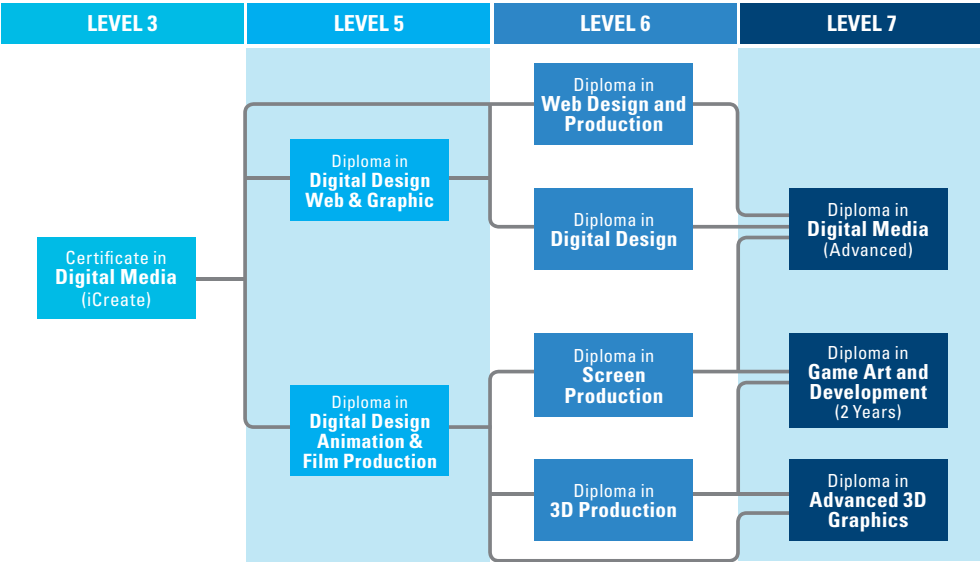 LEVEL 3
LEVEL 5
LEVEL 6
LEVEL 7
Certificate in
Digital Media
(iCreate)
Diploma in
Digital Design
Web & Graphic
Diploma in
Digital Design
Animation &
Film Production
Diploma in
Web Design and
Production
Diploma in
Digital Design
Diploma in
Screen
Production
Diploma in
3D Production
Diploma in
Digital Media
(Advanced)
Diploma in
Game Art and
Development
(2 Years)
Diploma in
Advanced 3D
Graphics